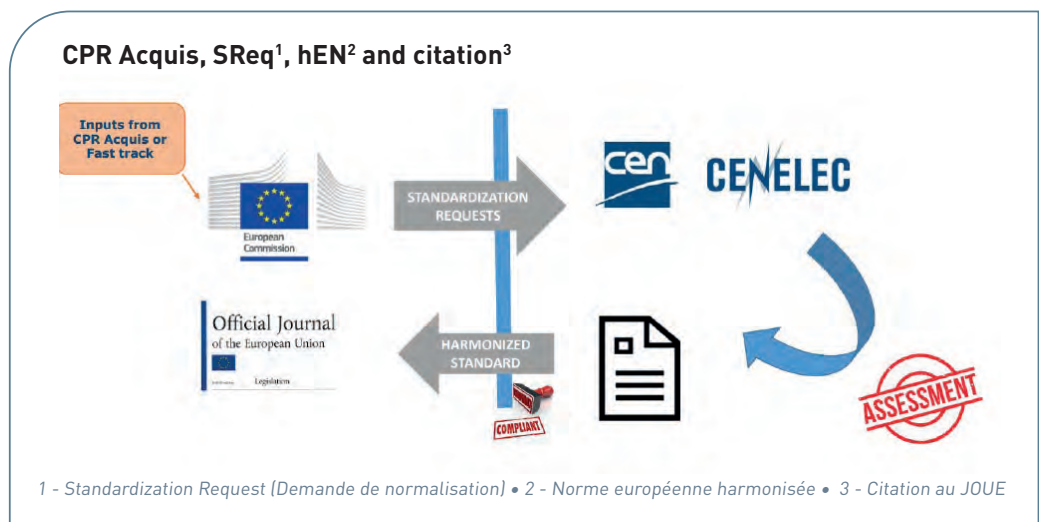 CPR Acquis, SReq¹, hEN² and citation³
Inputs from
CPR Acquis or
Fast track
European
Commission
STANDARDIZATION
REQUESTS
cen
CENELEC
Official Journal
of the European Union
Legislation
HARMONIZED
STANDARD
COMPLIANT
ASSESSMENT
1 - Standardization Request (Demande de normalisation) • 2 - Norme européenne harmonisée • 3 - Citation au JOUE